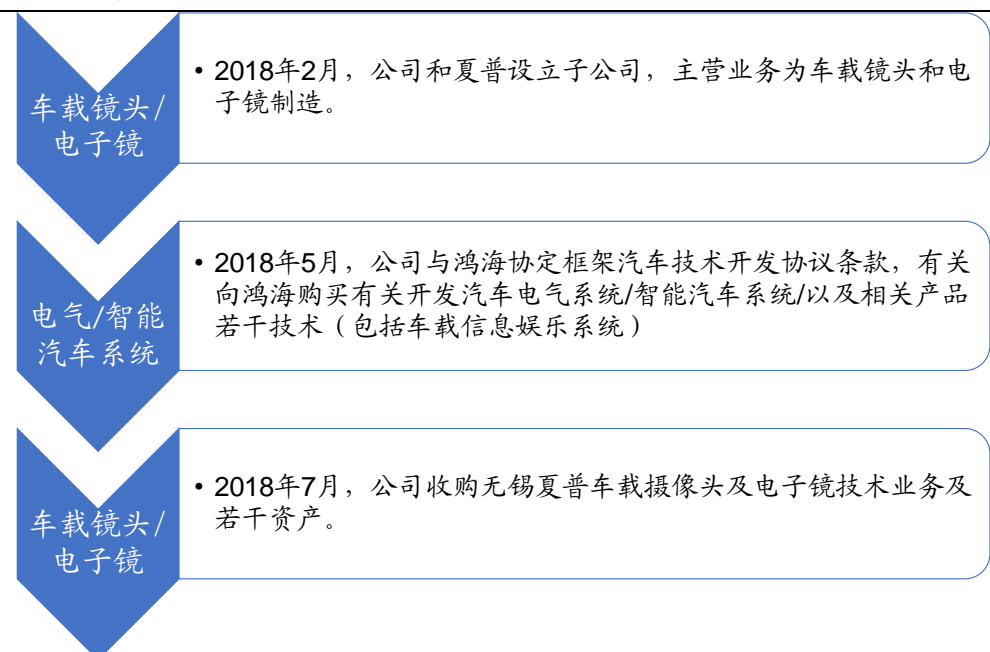 车载镜头/
电子镜
• 2018年2月，公司和夏普设立子公司，主营业务为车载镜头和电
子镜制造。
电气/智能
汽车系统
• 2018年5月，公司与鸿海协定框架汽车技术开发协议条款，有关
向鸿海购买有关开发汽车电气系统/智能汽车系统/以及相关产品
若干技术（包括车载信息娱乐系统）
车载镜头/
电子镜
• 2018年7月，公司收购无锡夏普车载摄像头及电子镜技术业务及
若干资产。